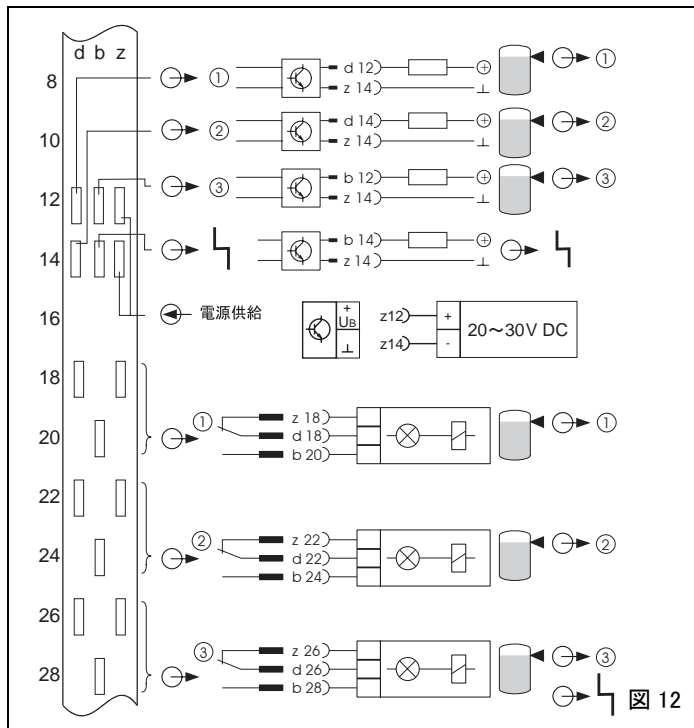 d b z
8
① d 12 ⊕ ①
z 14 ⊥
10
② d 14 ⊕ ②
z 14 ⊥
12
③ b 12 ⊕ ③
z 14 ⊥
14
b 14 ⊕
z 14 ⊥
16
電源供給
+
UB
⊥
z12 +
z14 -
20～30V DC
18
① z 18
20
d 18 ①
b 20
22
② z 22
24
d 22 ②
b 24
26
③ z 26
28
d 26 ③
b 28
図 12